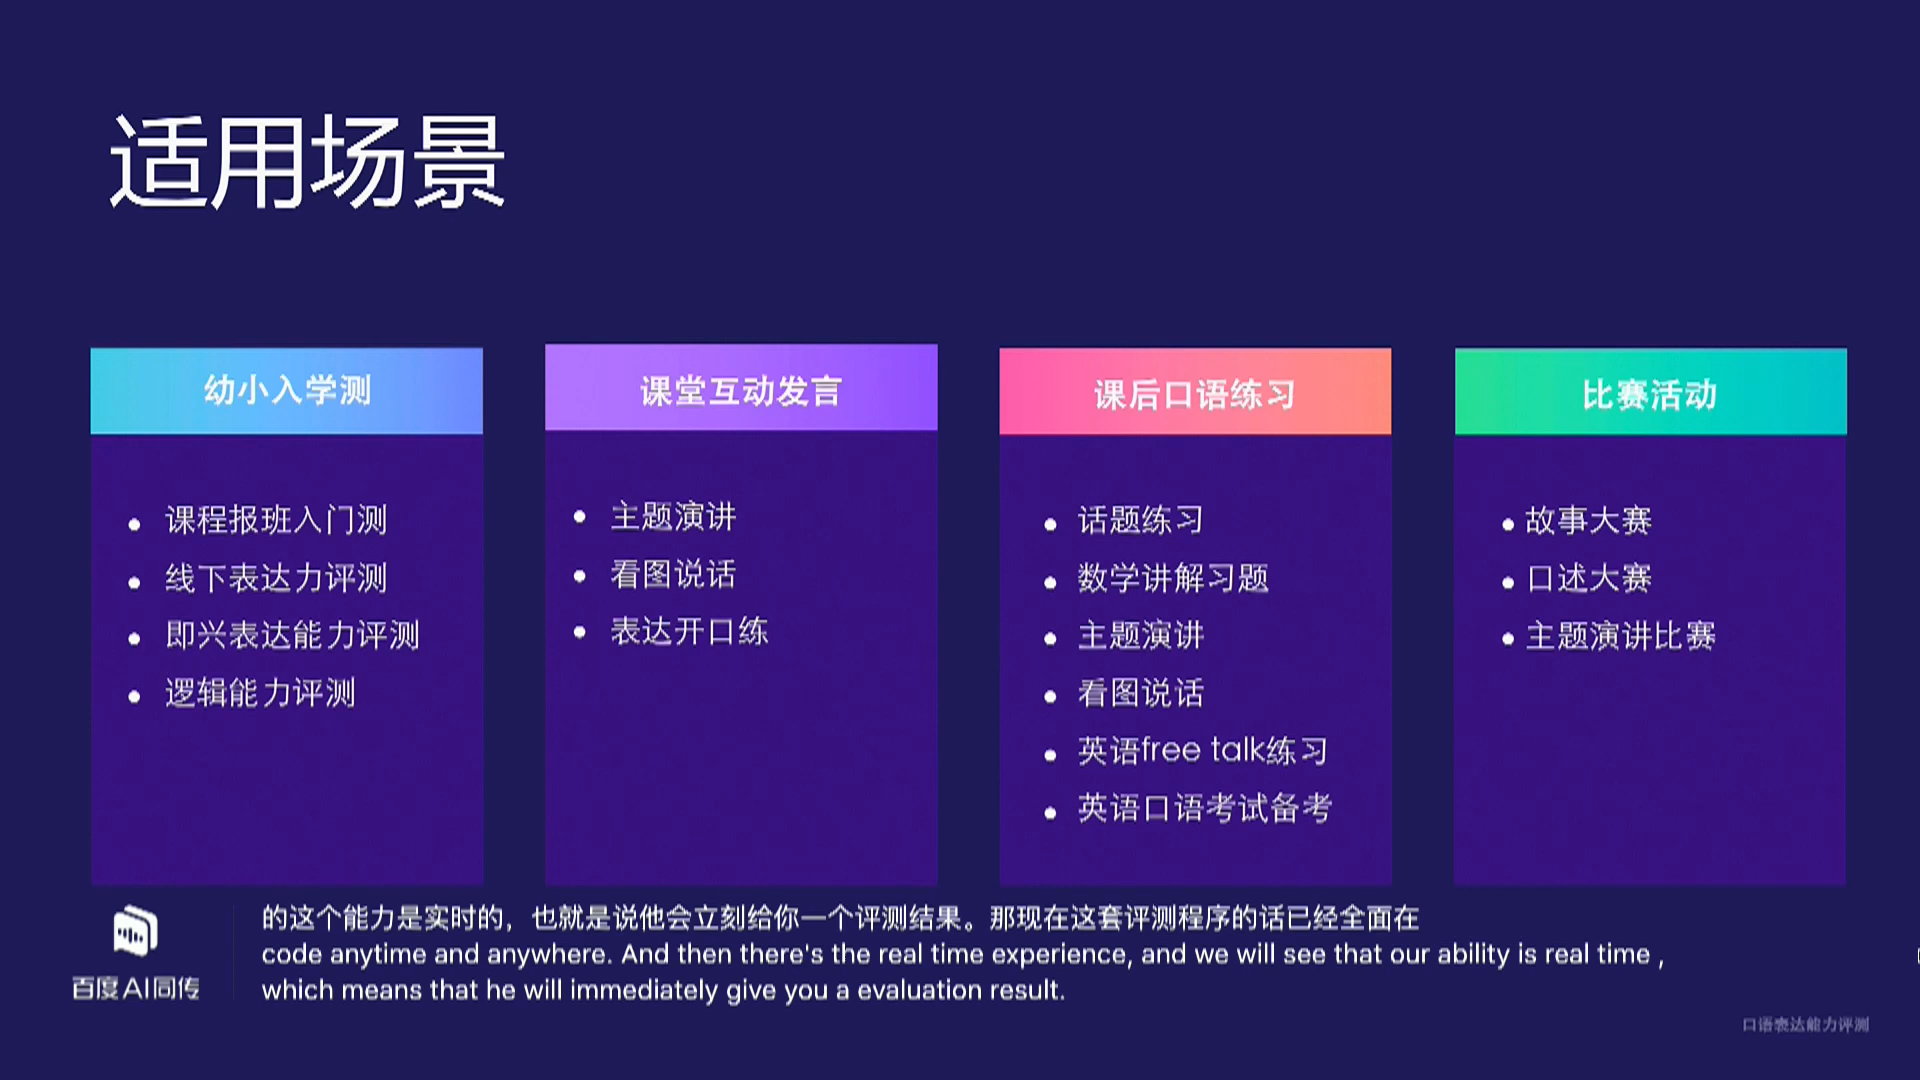 适用场景
幼小入学测
课程报班入门测
线下表达力评测
即兴表达能力评测
逻辑能力评测
课堂互动发言
主题演讲
看图说话
表达开口练
课后口语练习
话题练习
数学讲解习题
主题演讲
看图说话
英语free talk练习
英语口语考试备考
比赛活动
故事大赛
口述大赛
主题演讲比赛
百度AI同传
的这个能力是实时的，也就是说他会立刻给你一个评测结果。那现在这套评测程序的话已经全面在
code anytime and anywhere. And then there's the real time experience, and we will see that our ability is real time ,
which means that he will immediately give you a evaluation result.
口语表达能力评测